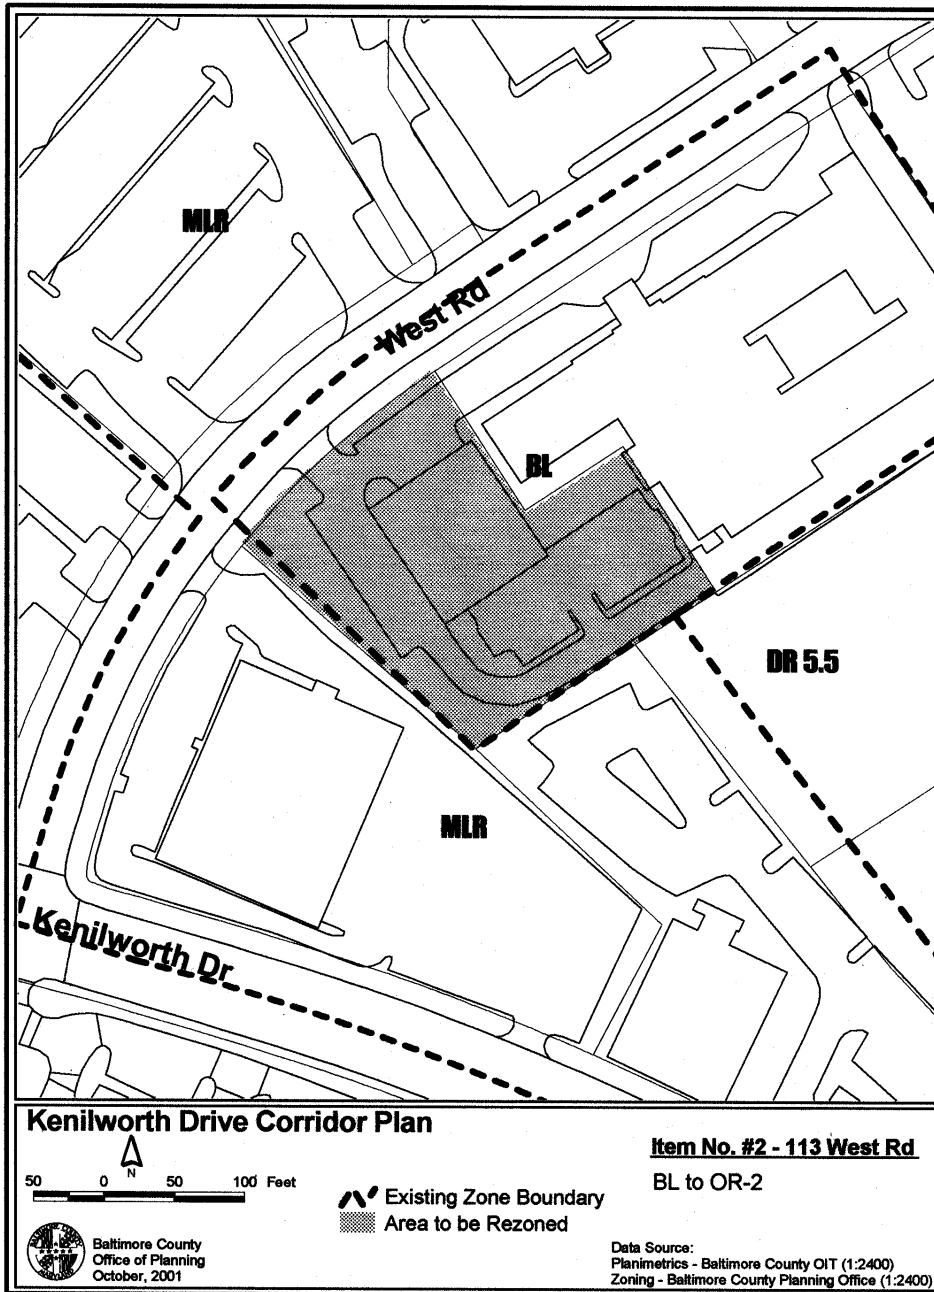 MLR
West Rd
BL
DR 5.5
MLR
Kenilworth Dr
Kenilworth Drive Corridor Plan
N
50 0 50 100 Feet
Existing Zone Boundary
Area to be Rezoned
Item No. #2 - 113 West Rd
BL to OR-2
BALTIMORE COUNTY
MARYLAND
Baltimore County
Office of Planning
October, 2001
Data Source:
Planimetrics - Baltimore County OIT (1:2400)
Zoning - Baltimore County Planning Office (1:2400)